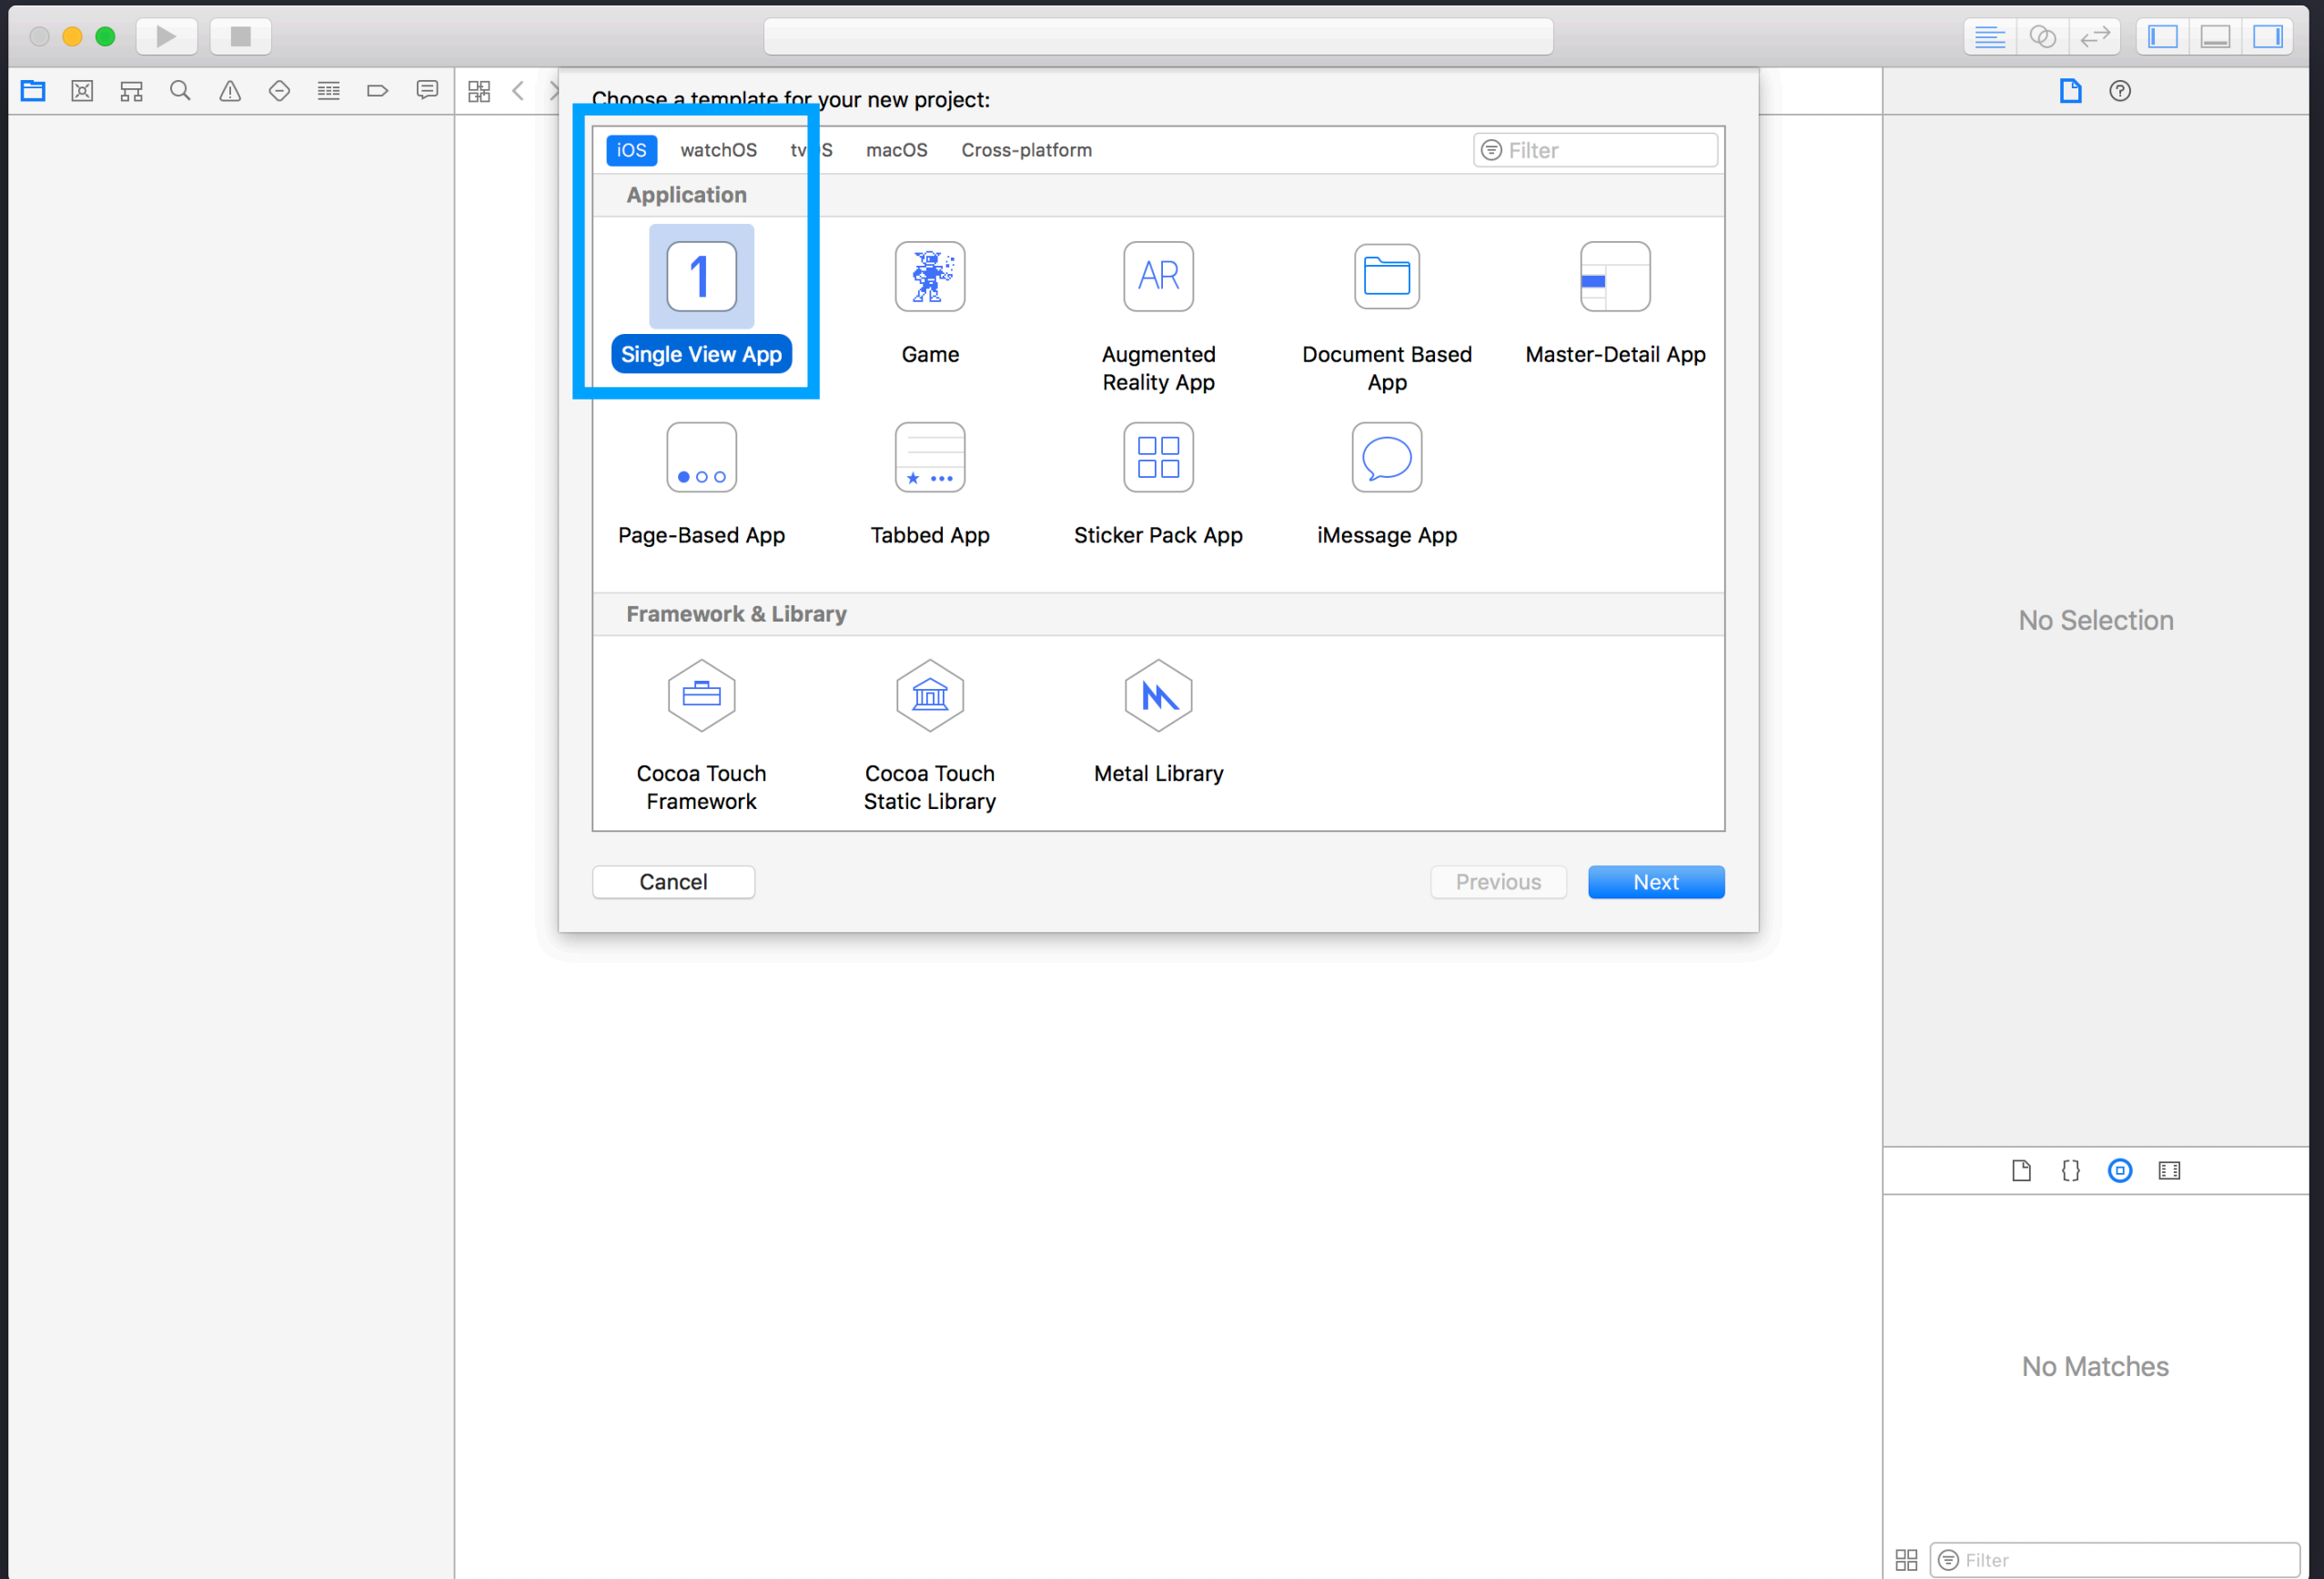 Choose a template for your new project:
iOS watchOS tvOS macOS Cross-platform Filter
Application
1
AR
Single View App
Game
Augmented
Reality App
Document Based
App
Master-Detail App
Page-Based App
Tabbed App
Sticker Pack App
iMessage App
Framework & Library
Cocoa Touch
Framework
Cocoa Touch
Static Library
Metal Library
Cancel
Previous
Next
No Selection
{}
No Matches
Filter